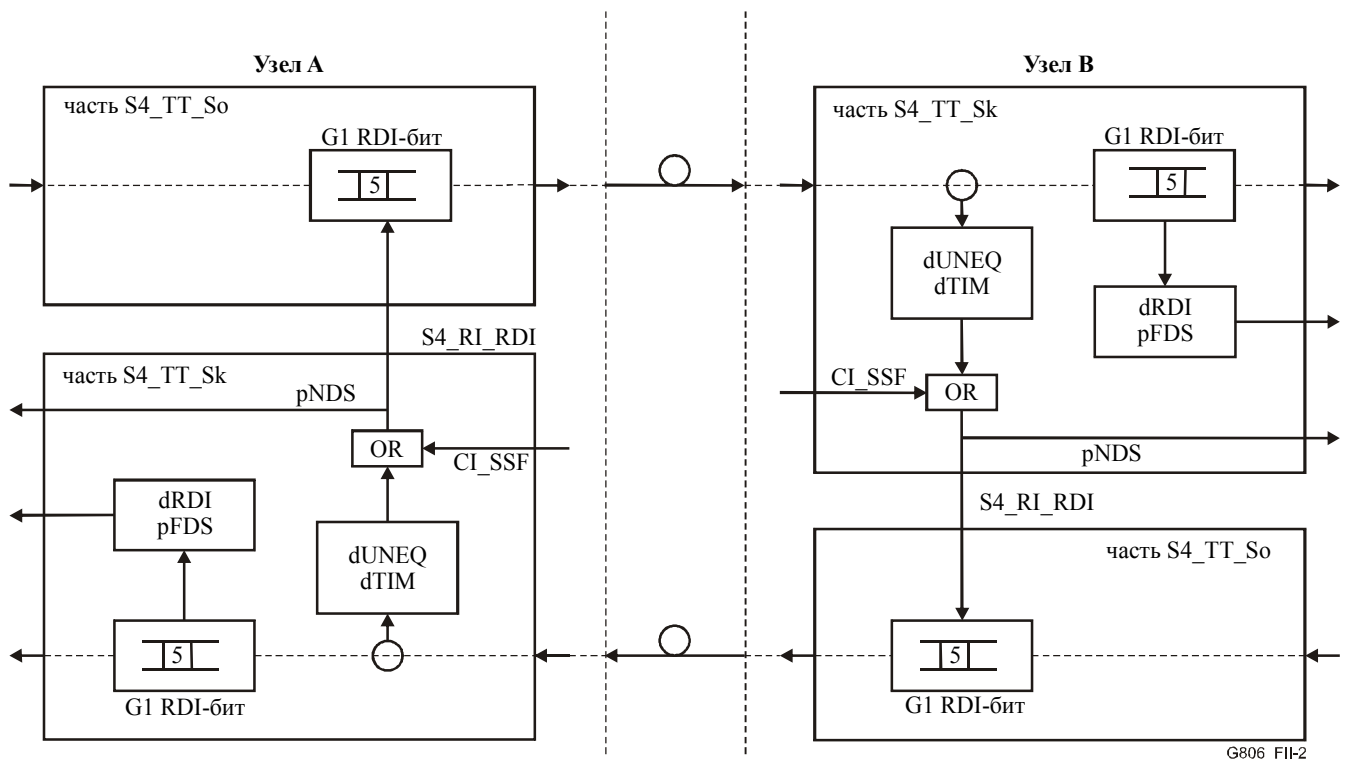 Узел A
Узел B
часть S4_TT_So
G1 RDI-бит
5
часть S4_TT_Sk
G1 RDI-бит
5
dUNEQ
dTIM
dRDI
pFDS
S4_RI_RDI
CI_SSF
OR
pNDS
S4_RI_RDI
часть S4_TT_Sk
pNDS
OR
CI_SSF
dRDI
pFDS
dUNEQ
dTIM
5
G1 RDI-бит
часть S4_TT_So
5
G1 RDI-бит
G806_FII-2